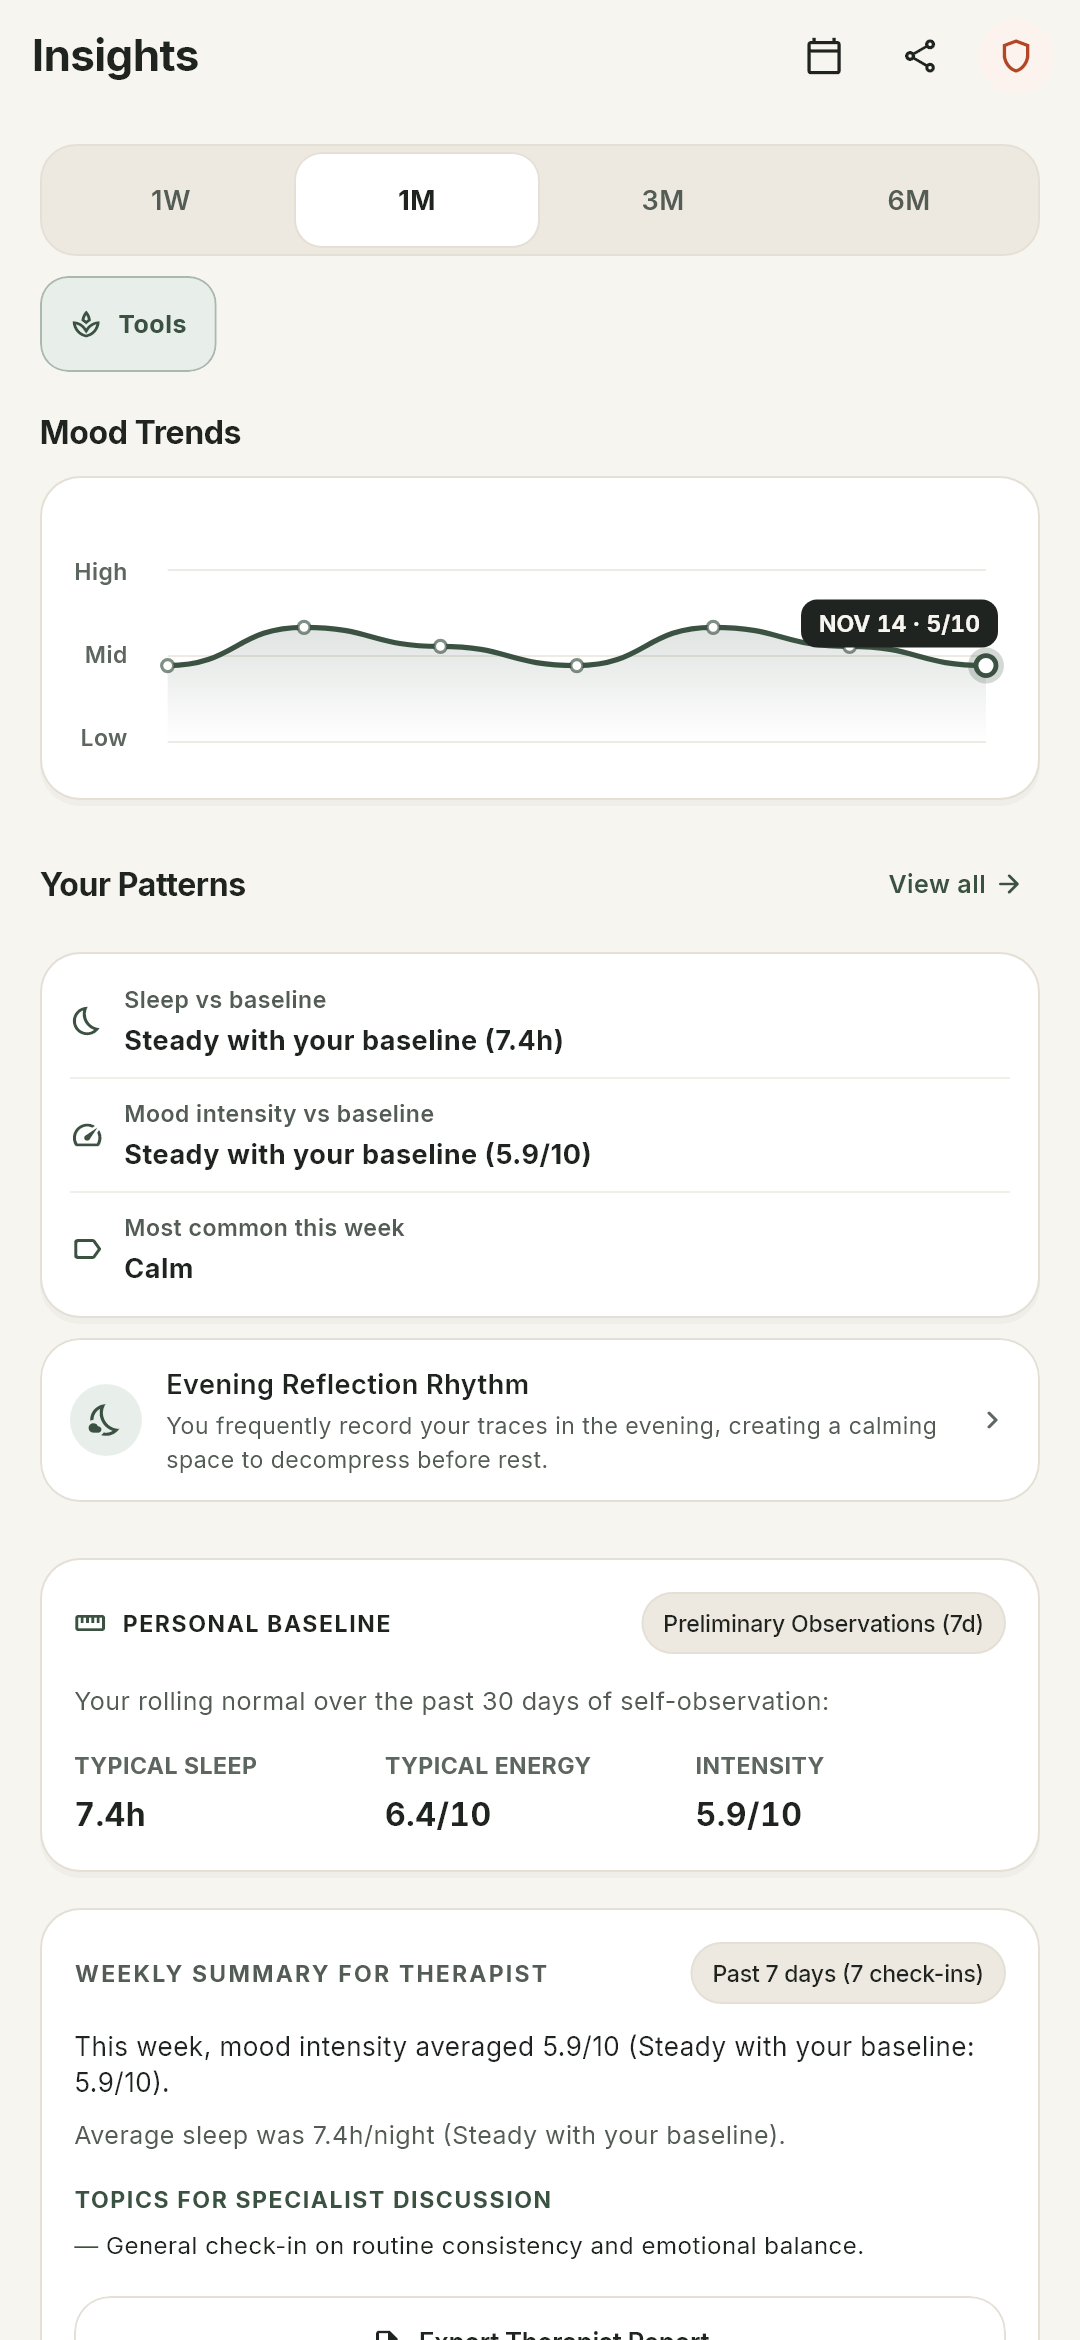 Insights
1W
1M
3M
6M
Tools
Mood Trends
High
NOV 14 · 5/10
Mid
Low
Your Patterns
View all
Sleep vs baseline
Steady with your baseline (7.4h)
Mood intensity vs baseline
Steady with your baseline (5.9/10)
Most common this week
Calm
Evening Reflection Rhythm
You frequently record your traces in the evening, creating a calming
space to decompress before rest.
PERSONAL BASELINE
Preliminary Observations (7d)
Your rolling normal over the past 30 days of self-observation:
TYPICAL SLEEP
TYPICAL ENERGY
INTENSITY
7.4h
6.4/10
5.9/10
WEEKLY SUMMARY FOR THERAPIST
Past 7 days (7 check-ins)
This week, mood intensity averaged 5.9/10 (Steady with your baseline:
5.9/10).
Average sleep was 7.4h/night (Steady with your baseline).
TOPICS FOR SPECIALIST DISCUSSION
— General check-in on routine consistency and emotional balance.
Export Therapist Report